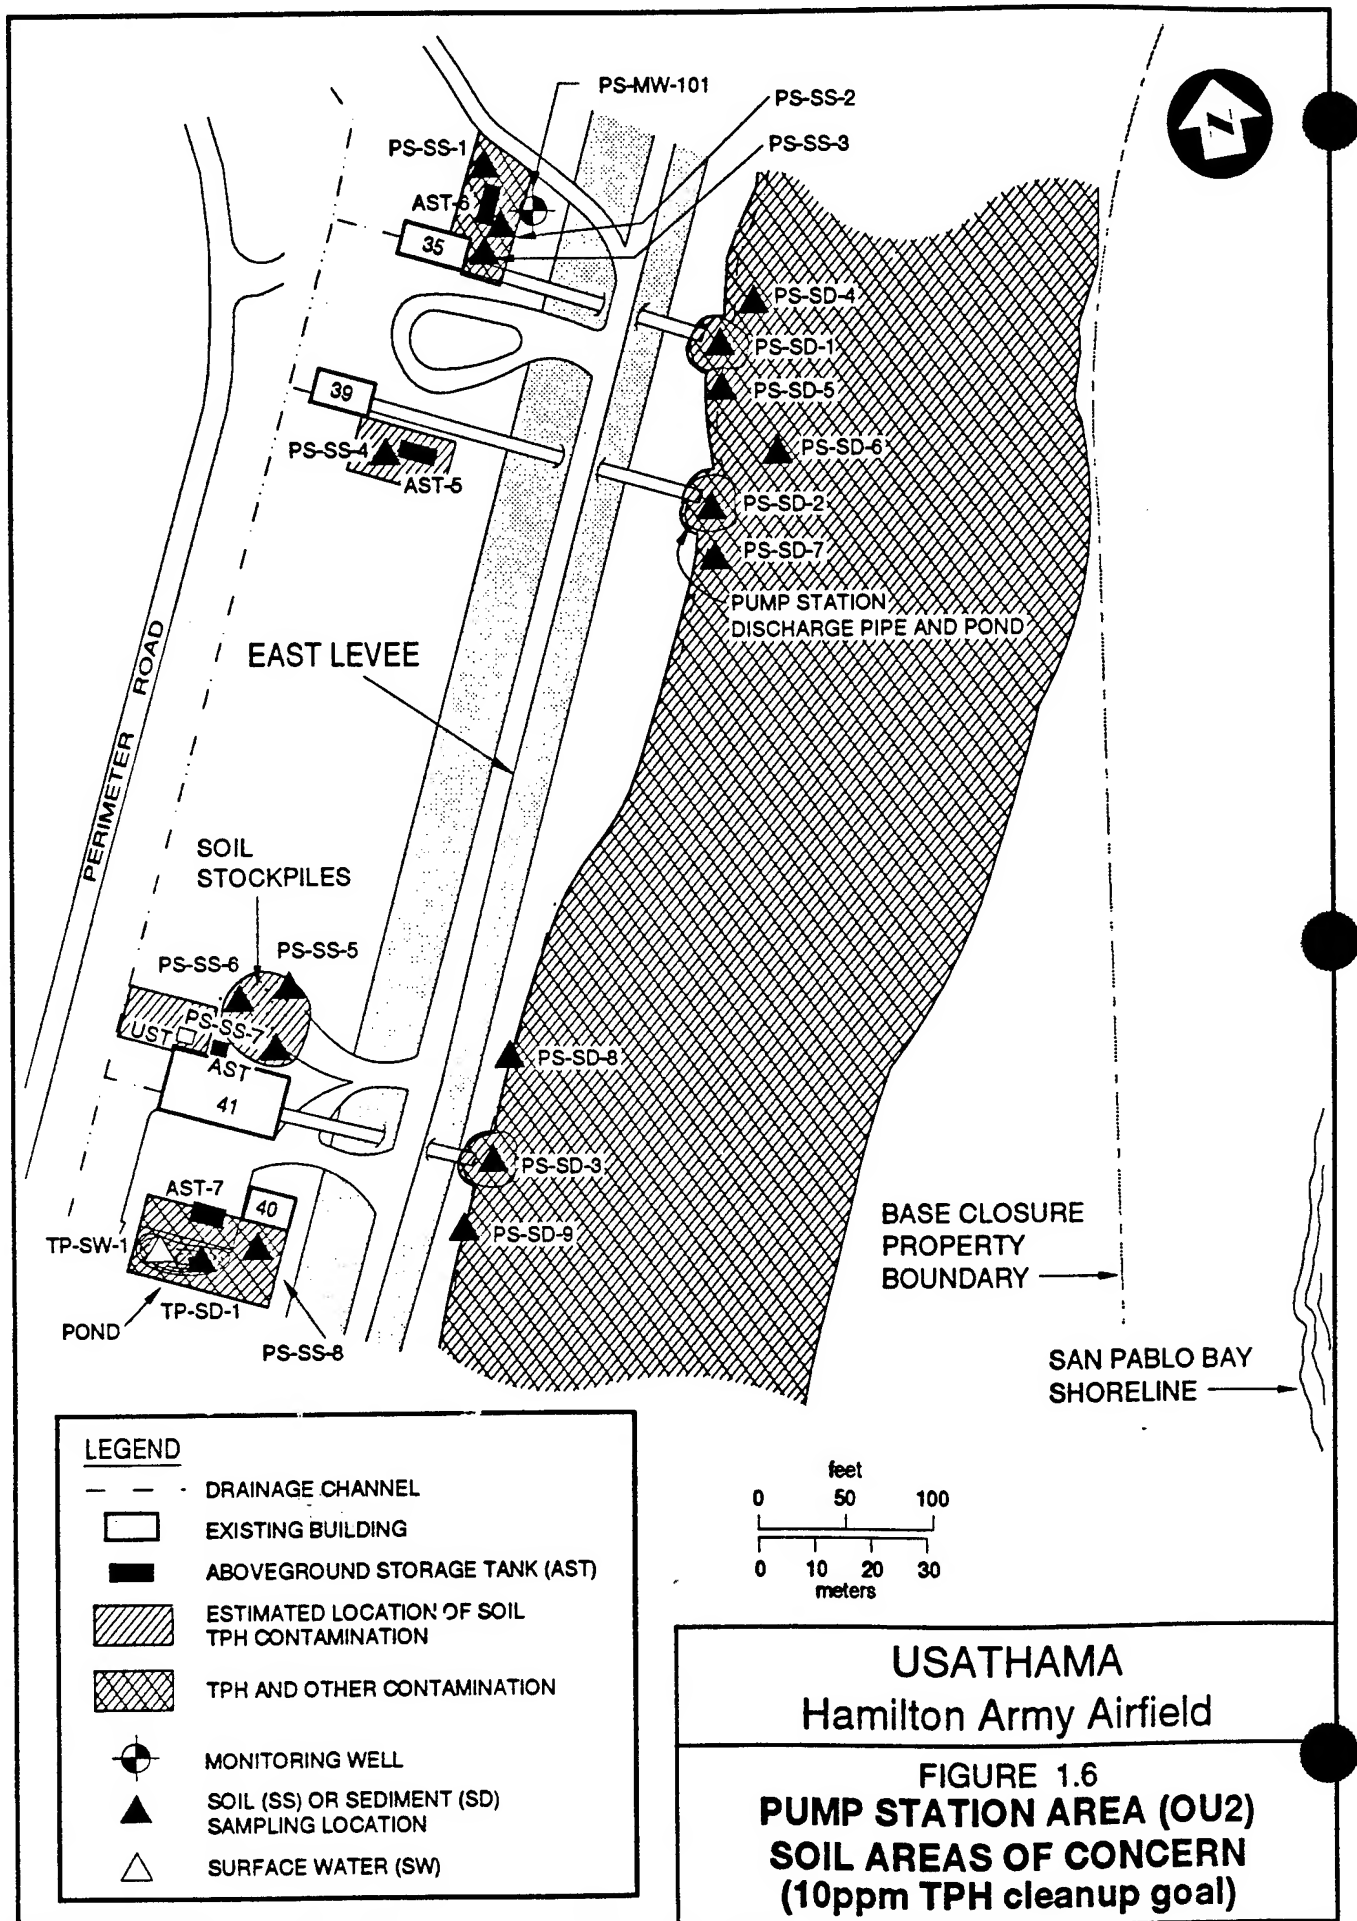 PS-MW-101
PS-SS-2
PS-SS-1
PS-SS-3
AST-6
35
PS-SD-4
PS-SD-1
39
PS-SD-5
PS-SS-4
PS-SD-6
AST-5
PS-SD-2
PS-SD-7
PUMP STATION
DISCHARGE PIPE AND POND
EAST LEVEE
PERIMETER ROAD
SOIL
STOCKPILES
PS-SS-5
PS-SS-6
PS-SS-7
UST
AST
41
PS-SD-8
PS-SD-3
AST-7
40
PS-SD-9
TP-SW-1
TP-SD-1
POND
PS-SS-8
BASE CLOSURE
PROPERTY
BOUNDARY
SAN PABLO BAY
SHORELINE
LEGEND
DRAINAGE CHANNEL
EXISTING BUILDING
ABOVEGROUND STORAGE TANK (AST)
ESTIMATED LOCATION OF SOIL
TPH CONTAMINATION
TPH AND OTHER CONTAMINATION
MONITORING WELL
SOIL (SS) OR SEDIMENT (SD)
SAMPLING LOCATION
SURFACE WATER (SW)
feet
0 50 100
0 10 20 30
meters
USATHAMA
Hamilton Army Airfield
FIGURE 1.6
PUMP STATION AREA (OU2)
SOIL AREAS OF CONCERN
(10ppm TPH cleanup goal)
Z